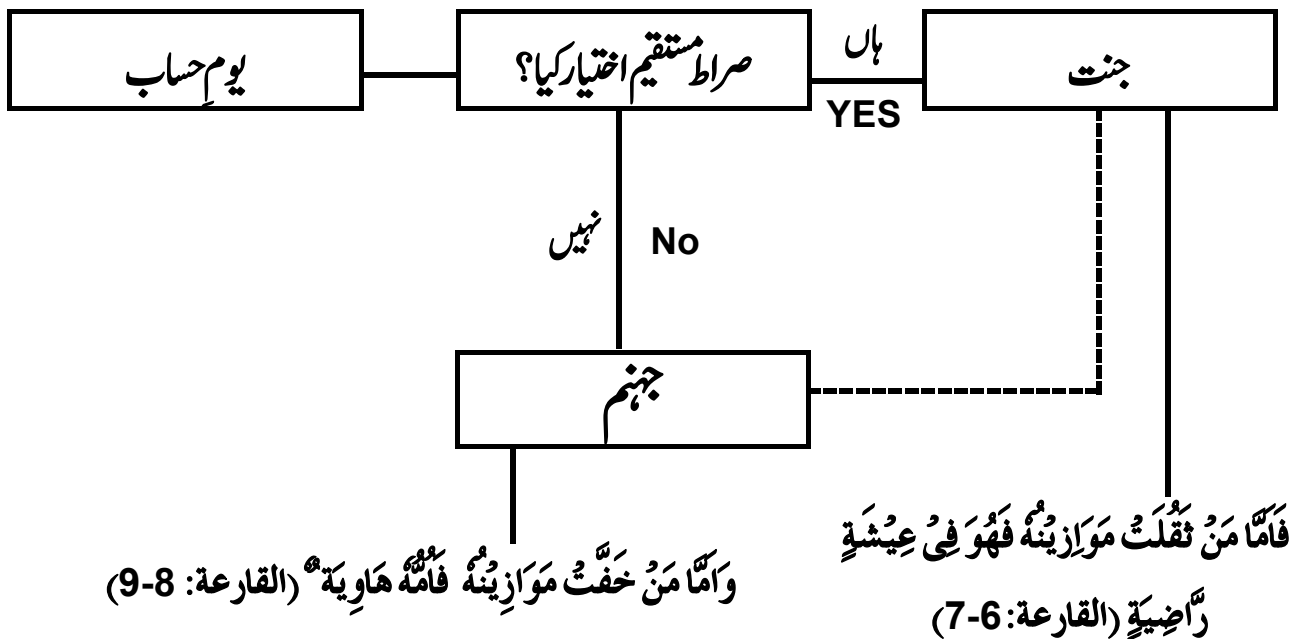 یومِ حساب
صراط مستقیم اختیار کیا؟
ہاں
YES
جنت
نہیں
No
جہنم
فَاَمَّا مَنْ ثَقُلَتْ مَوَازِیْنُهٗ فَهُوَ فِیْ عِیْشَةٍ
رَّاضِیَةٍ (القارعة: 6-7)
وَاَمَّا مَنْ خَفَّتْ مَوَازِیْنُهٗ فَاُمُّهٗ هَاوِیَةٌ (القارعة: 8-9)